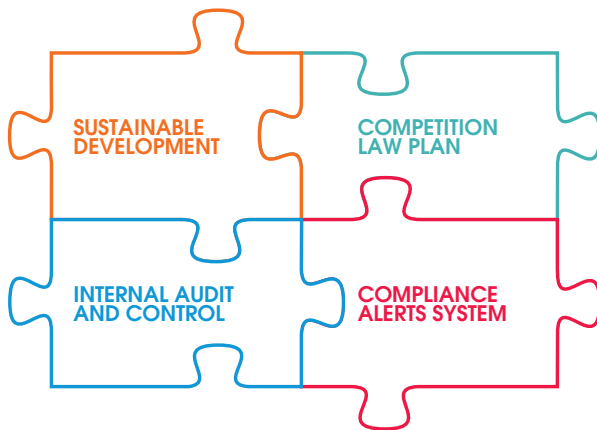 SUSTAINABLE
DEVELOPMENT
COMPETITION
LAW PLAN
INTERNAL AUDIT
AND CONTROL
COMPLIANCE
ALERTS SYSTEM